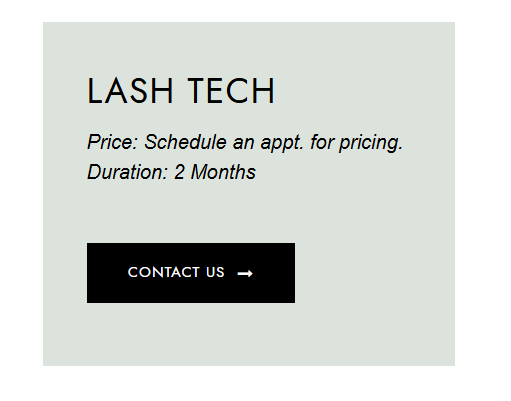 LASH TECH
Price: Schedule an appt. for pricing.
Duration: 2 Months
CONTACT US →